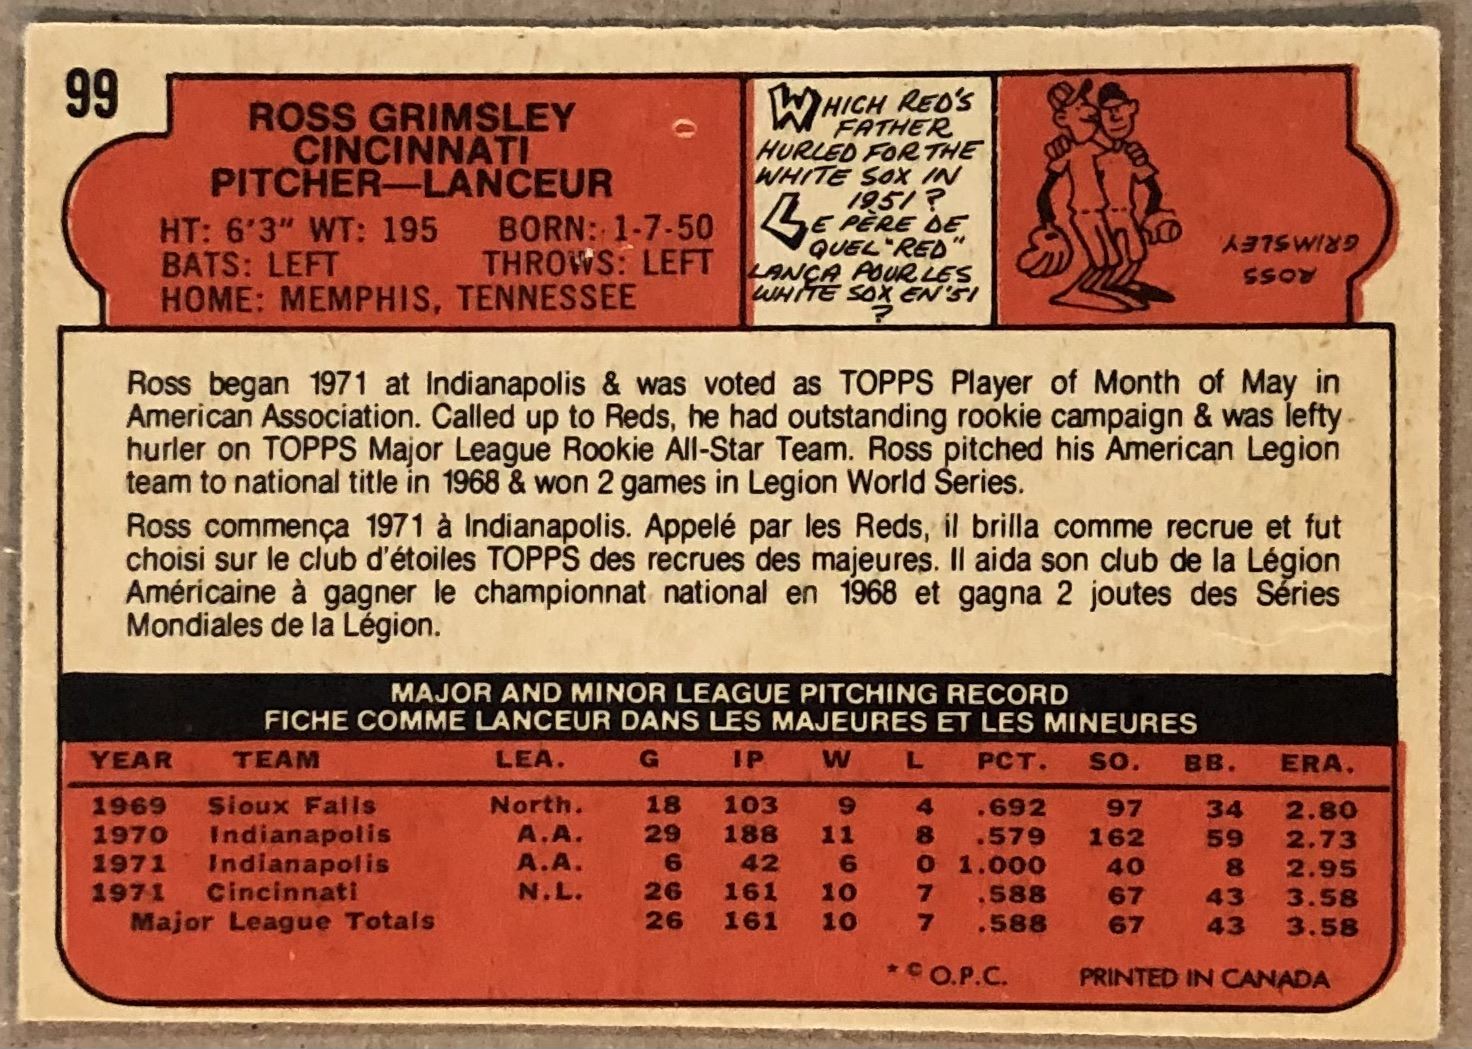 99
ROSS GRIMSLEY
CINCINNATI
PITCHER—LANCEUR
HT: 6'3" WT: 195 BORN: 1-7-50
BATS: LEFT THROWS: LEFT
HOME: MEMPHIS, TENNESSEE
WHICH RED'S
FATHER
HURLED FOR THE
WHITE SOX IN
1951?
LE PÈRE DE
QUEL "RED"
LANÇA POUR LES
WHITE SOX EN '51
?
ROSS
GRIMSLEY
Ross began 1971 at Indianapolis & was voted as TOPPS Player of Month of May in
American Association. Called up to Reds, he had outstanding rookie campaign & was lefty
hurler on TOPPS Major League Rookie All-Star Team. Ross pitched his American Legion
team to national title in 1968 & won 2 games in Legion World Series.
Ross commença 1971 à Indianapolis. Appelé par les Reds, il brilla comme recrue et fut
choisi sur le club d'étoiles TOPPS des recrues des majeures. Il aida son club de la Légion
Américaine à gagner le championnat national en 1968 et gagna 2 joutes des Séries
Mondiales de la Légion.
MAJOR AND MINOR LEAGUE PITCHING RECORD
FICHE COMME LANCEUR DANS LES MAJEURES ET LES MINEURES
YEAR TEAM LEA. G IP W L PCT. SO. BB. ERA.
1969 Sioux Falls North. 18 103 9 4 .692 97 34 2.80
1970 Indianapolis A.A. 29 188 11 8 .579 162 59 2.73
1971 Indianapolis A.A. 6 42 6 0 1.000 40 8 2.95
1971 Cincinnati N.L. 26 161 10 7 .588 67 43 3.58
Major League Totals 26 161 10 7 .588 67 43 3.58
* © O.P.C. PRINTED IN CANADA